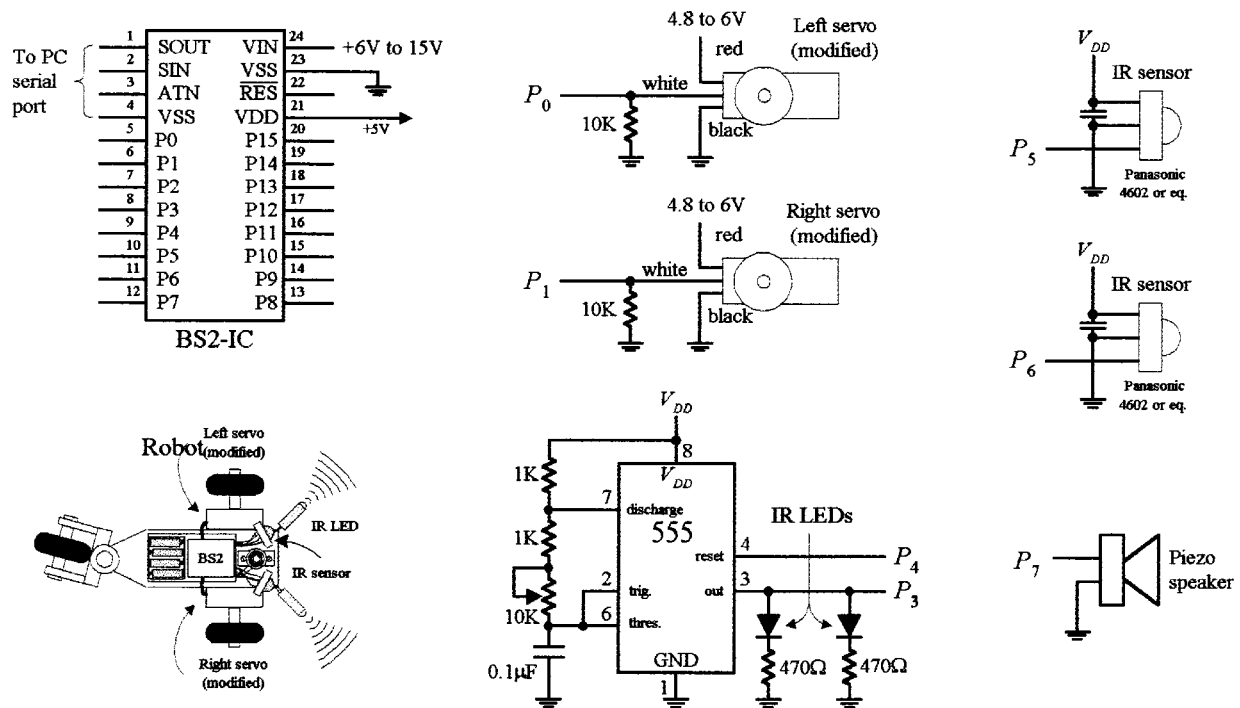 To PC
serial
port
1 SOUT VIN 24 +6V to 15V
2 SIN VSS 23
3 ATN RES 22
4 VSS VDD 21 +5V
5 P0 P15 20
6 P1 P14 19
7 P2 P13 18
8 P3 P12 17
9 P4 P11 16
10 P5 P10 15
11 P6 P9 14
12 P7 P8 13
BS2-IC
4.8 to 6V
red
Left servo
(modified)
P0
white
10K
black
4.8 to 6V
red
Right servo
(modified)
P1
white
10K
black
VDD
IR sensor
P5
Panasonic
4602 or eq.
VDD
IR sensor
P6
Panasonic
4602 or eq.
Robot
Left servo
(modified)
IR LED
BS2
IR sensor
Right servo
(modified)
VDD
8
VDD
1K
7 discharge
555
IR LEDs
1K
reset 4 P4
2 trig.
out 3 P3
10K
6 thres.
GND
1
0.1µF
470Ω
470Ω
P7
Piezo
speaker